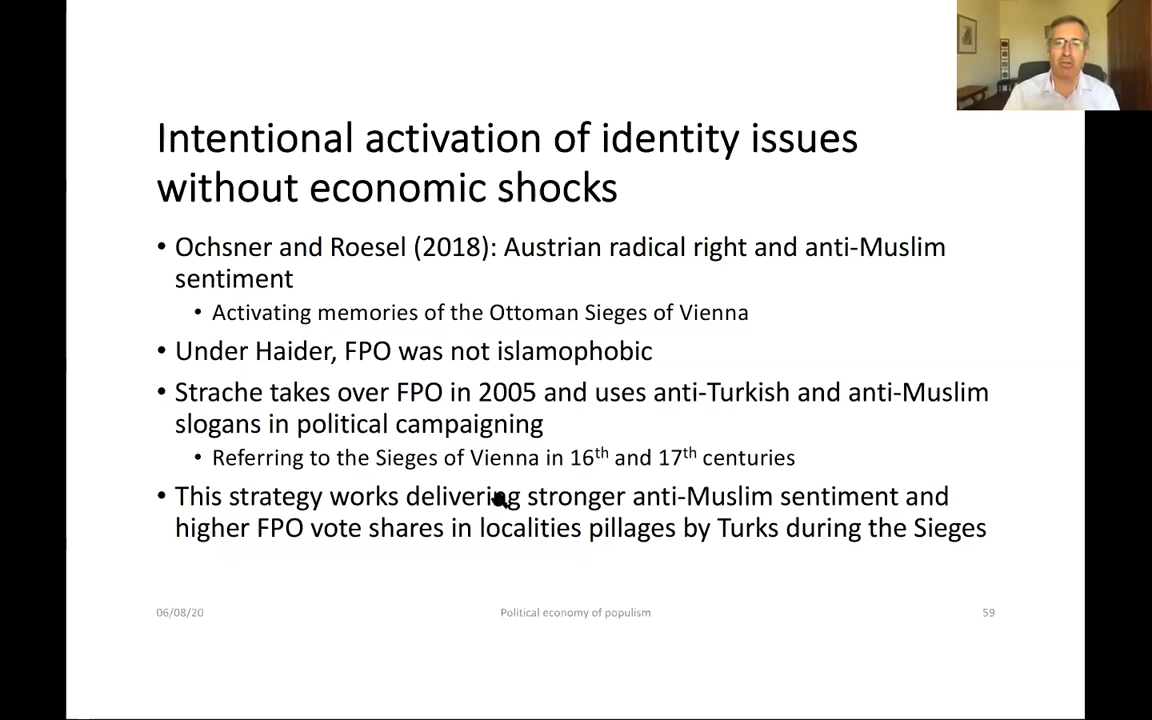 Intentional activation of identity issues
without economic shocks
• Ochsner and Roesel (2018): Austrian radical right and anti-Muslim
sentiment
• Activating memories of the Ottoman Sieges of Vienna
• Under Haider, FPO was not islamophobic
• Strache takes over FPO in 2005 and uses anti-Turkish and anti-Muslim
slogans in political campaigning
• Referring to the Sieges of Vienna in 16th and 17th centuries
• This strategy works delivering stronger anti-Muslim sentiment and
higher FPO vote shares in localities pillages by Turks during the Sieges
06/08/20 Political economy of populism 59